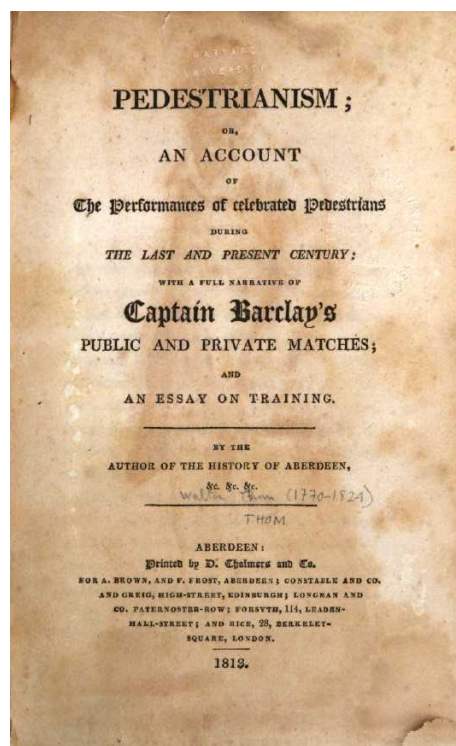 HARVARD
UNIVERSITY
PEDESTRIANISM;
OR,
AN ACCOUNT
OF
The Performances of celebrated Pedestrians
DURING
THE LAST AND PRESENT CENTURY;
WITH A FULL NARRATIVE OF
Captain Barclay's
PUBLIC AND PRIVATE MATCHES;
AND
AN ESSAY ON TRAINING.
BY THE
AUTHOR OF THE HISTORY OF ABERDEEN,
&c. &c. &c.
Walter Thom (1770-1824)
THOM
ABERDEEN:
Printed by D. Chalmers and Co.
FOR A. BROWN, AND F. FROST, ABERDEEN; CONSTABLE AND CO.
AND GREIG, HIGH-STREET, EDINBURGH; LONGMAN AND
CO. PATERNOSTER-ROW; FORSYTH, 114, LEADEN-
HALL-STREET; AND RICE, 28, BERKELEY-
SQUARE, LONDON.
1813.